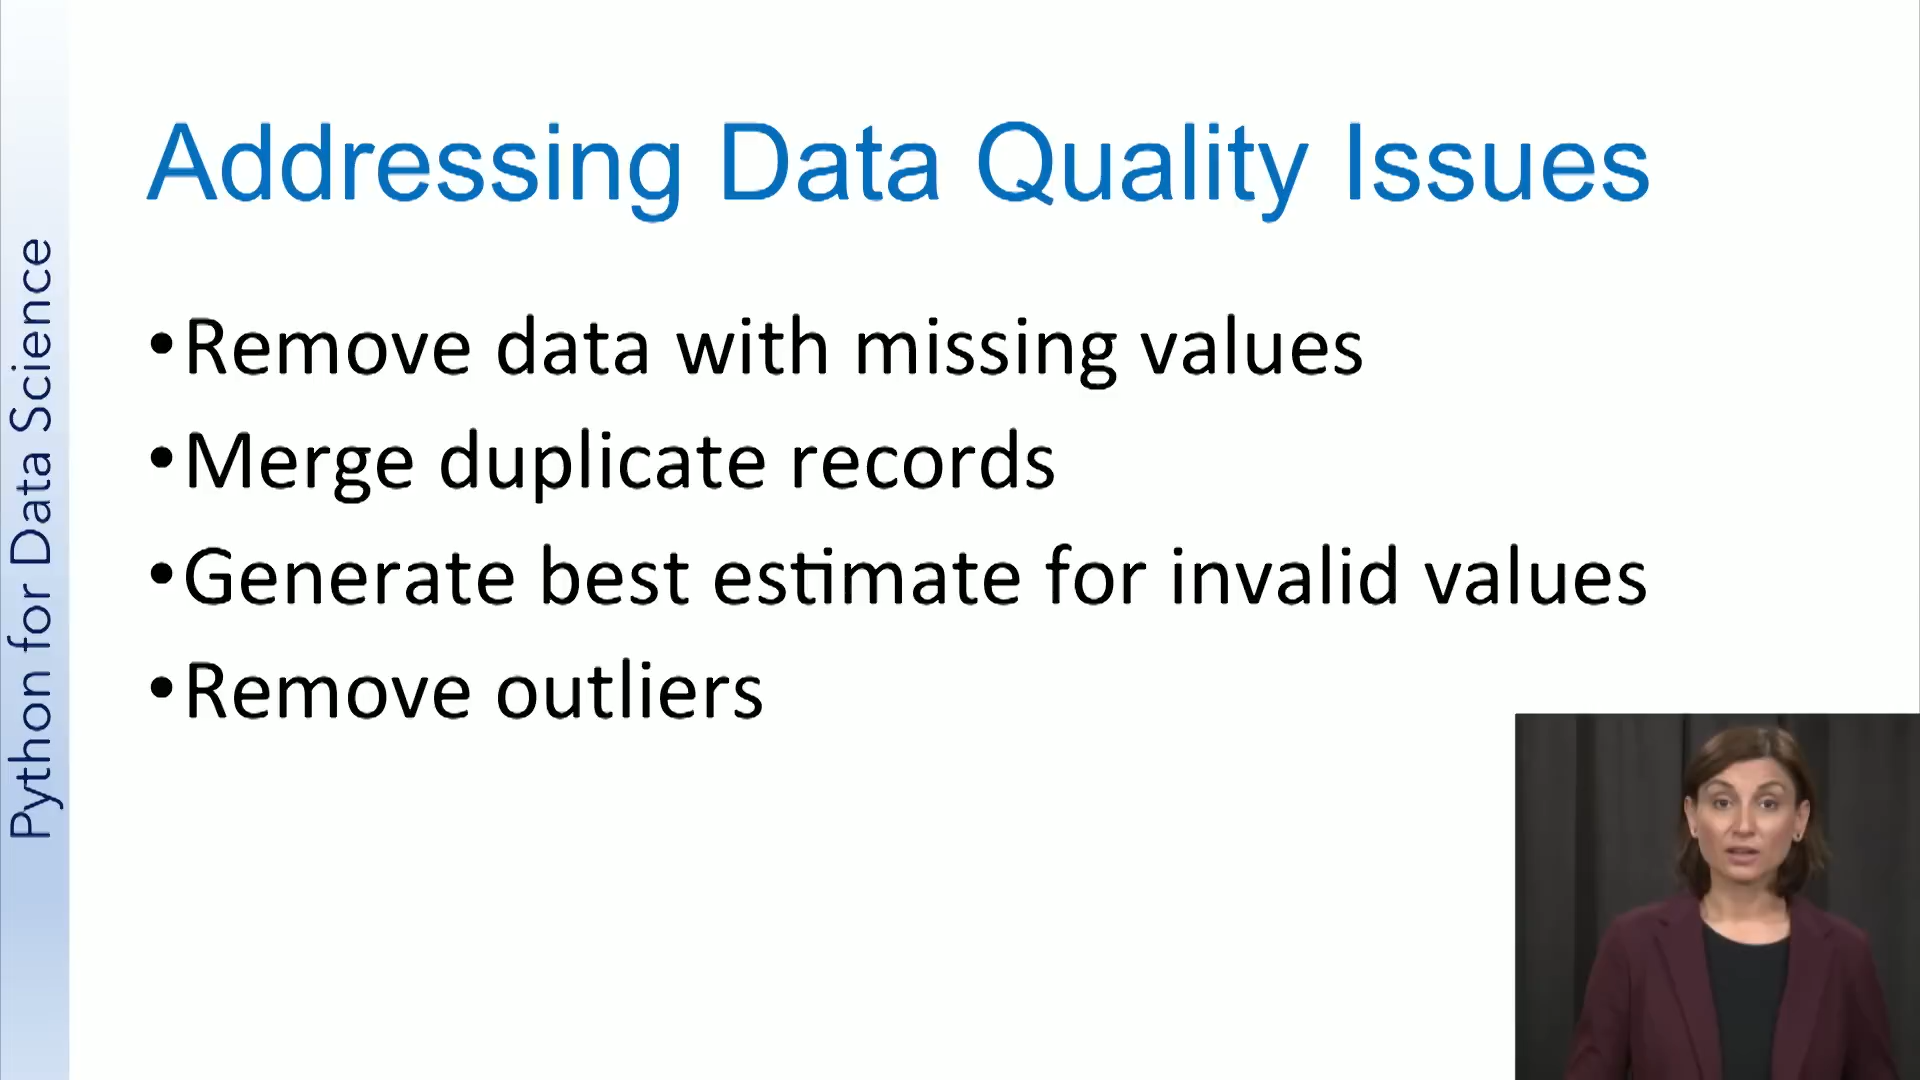 Addressing Data Quality Issues
•Remove data with missing values
•Merge duplicate records
•Generate best estimate for invalid values
•Remove outliers
Python for Data Science